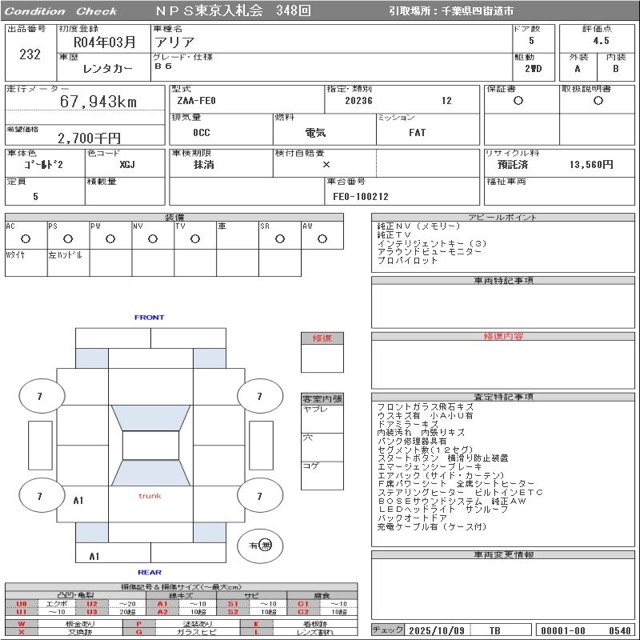 Condition Check　ＮＰＳ東京入札会　348回　引取場所：千葉県四街道市
出品番号 初度登録 車種名 ドア数 評価点
232 R04年03月 アリア 5 4.5
車歴 グレード・仕様 駆動 外装 内装
レンタカー Ｂ６ 2WD A B
走行メーター 型式 指定・類別 保証書 取扱説明書
67,943km ZAA-FE0 20236 12 ○ ○
希望価格 排気量 燃料 ミッション
2,700千円 0CC 電気 FAT
車体色 色コード 車検期限 検付自賠責 リサイクル料
ｺﾞｰﾙﾄﾞ2 XGJ 抹消 × 預託済 13,560円
定員 積載量 車台番号 福祉車両
5 FE0-100212
装備
AC PS PW NV TV 革 SR AW
○ ○ ○ ○ ○ ○ ○
Wﾀｲﾔ 左ﾊﾝﾄﾞﾙ
アピールポイント
純正ＮＶ（メモリー）
純正ＴＶ
インテリジェントキー（３）
アラウンドビューモニター
プロパイロット
車両特記事項
修復内容
FRONT
修復
7 7
客室内張
ヤブレ
穴
コゲ
7 A1 trunk 7
A1 有 無
REAR
査定特記事項
フロントガラス飛石キズ
ウスキズ有　小Ａ小Ｕ有
ドアミラーキズ
内装汚れ　内張りキズ
パンク修理器具有
セグメント数（１２セグ）
スタートボタン　横滑り防止装置
エマージェンシーブレーキ
エアバック（サイド・カーテン）
Ｆ席パワーシート　全席シートヒーター
ステアリングヒーター　ビルトインＥＴＣ
ＢＯＳＥサウンドシステム　純正ＡＷ
ＬＥＤヘッドライト　サンルーフ
バックオートドア
充電ケーブル有（ケース付）
車両変更情報
損傷記号＆損傷サイズ（～最大cm）
凸凹・亀裂 線キズ サビ 腐食
U0 エクボ U2 ～20 A1 ～10 S1 ～10 C1 ～10
U1 ～10 U3 20超 A2 10超 S2 10超 C2 10超
W 板金あり P 塗装あり K 看板跡
X 交換跡 G ガラスヒビ L レンズ割れ
チェック 2025/10/09 TB 00001-00 0540